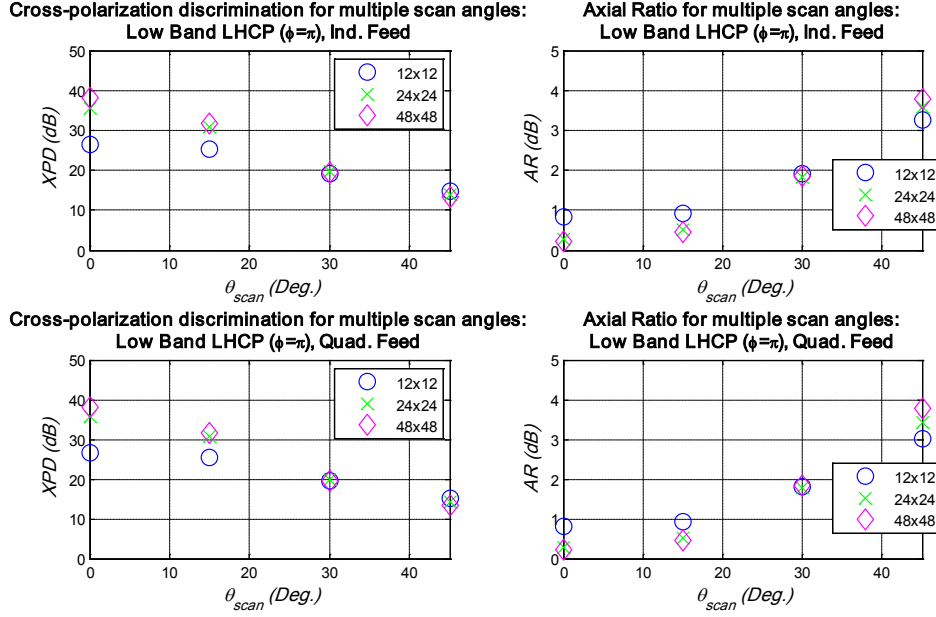 Cross-polarization discrimination for multiple scan angles:
Low Band LHCP (ϕ=π), Ind. Feed
50
40
30
20
10
0
XPD (dB)
12x12
24x24
48x48
0
10
20
30
40
θscan (Deg.)
Axial Ratio for multiple scan angles:
Low Band LHCP (ϕ=π), Ind. Feed
5
4
3
2
1
0
AR (dB)
12x12
24x24
48x48
0
10
20
30
40
θscan (Deg.)
Cross-polarization discrimination for multiple scan angles:
Low Band LHCP (ϕ=π), Quad. Feed
50
40
30
20
10
0
XPD (dB)
12x12
24x24
48x48
0
10
20
30
40
θscan (Deg.)
Axial Ratio for multiple scan angles:
Low Band LHCP (ϕ=π), Quad. Feed
5
4
3
2
1
0
AR (dB)
12x12
24x24
48x48
0
10
20
30
40
θscan (Deg.)